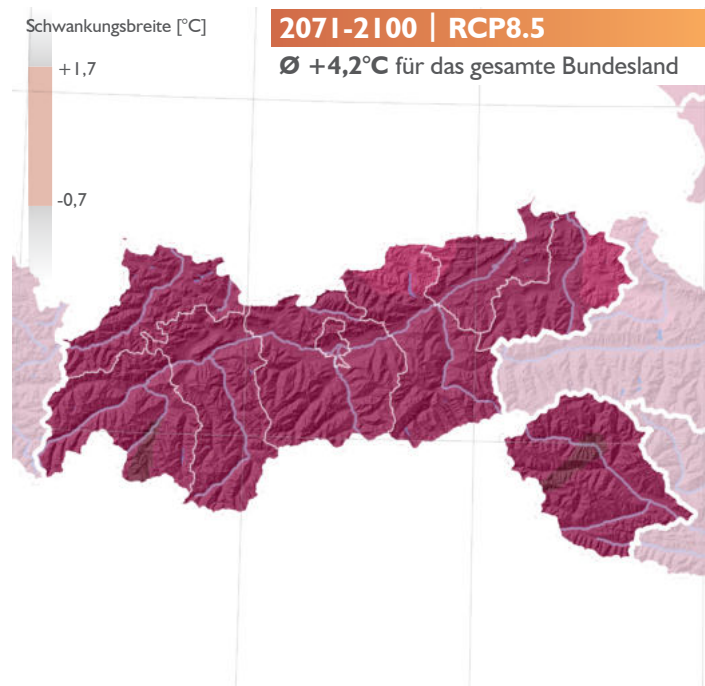 Schwankungsbreite [°C]
+1,7
-0,7
2071-2100 | RCP8.5
Ø +4,2°C für das gesamte Bundesland